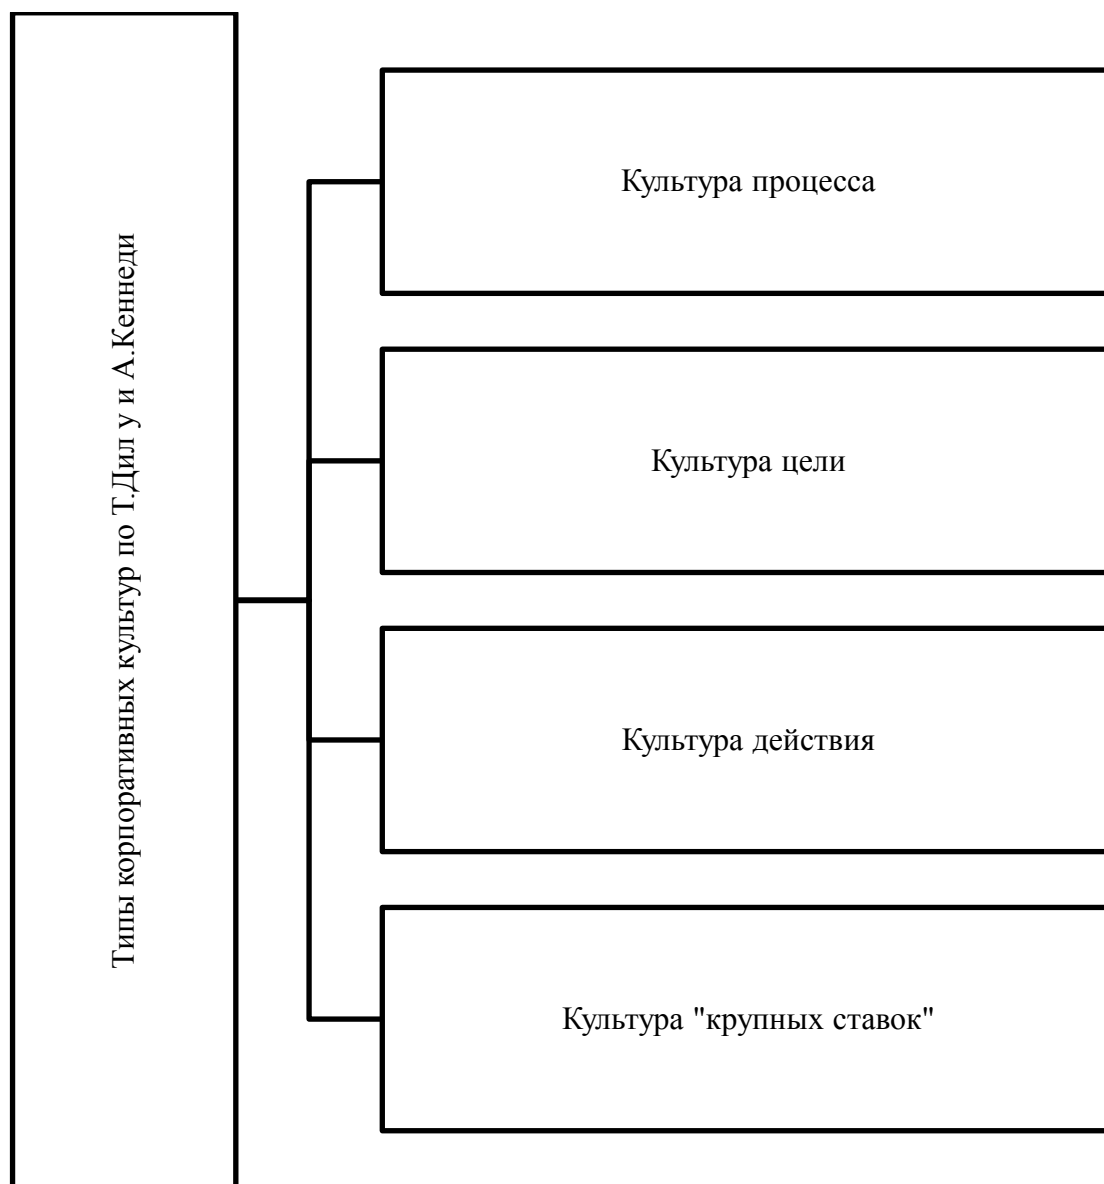 Типы корпоративных культур по Т.Дил у и А.Кеннеди
Культура процесса
Культура цели
Культура действия
Культура "крупных ставок"